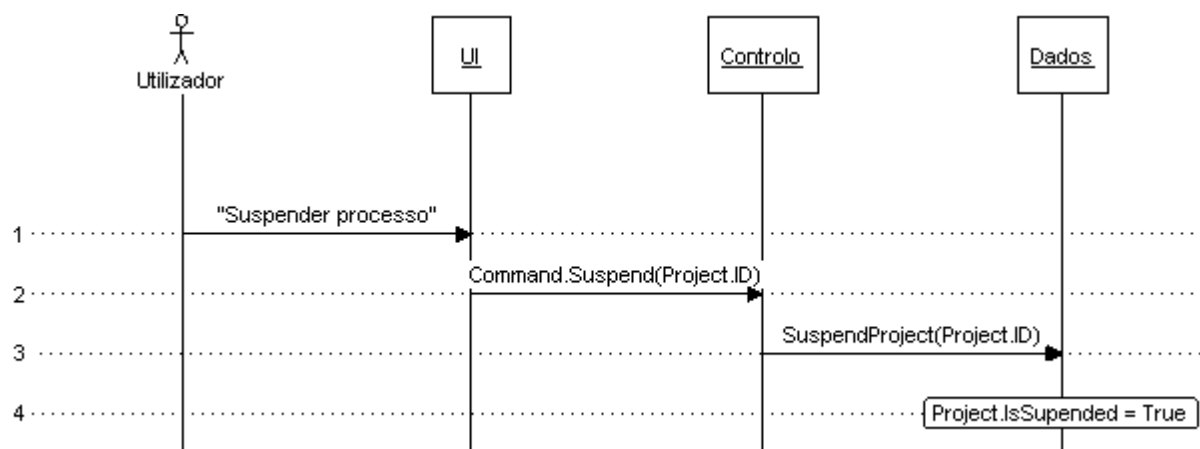 Utilizador
UI
Controlo
Dados
1
"Suspender processo"
2
Command.Suspend(Project.ID)
3
SuspendProject(Project.ID)
4
Project.IsSupended = True